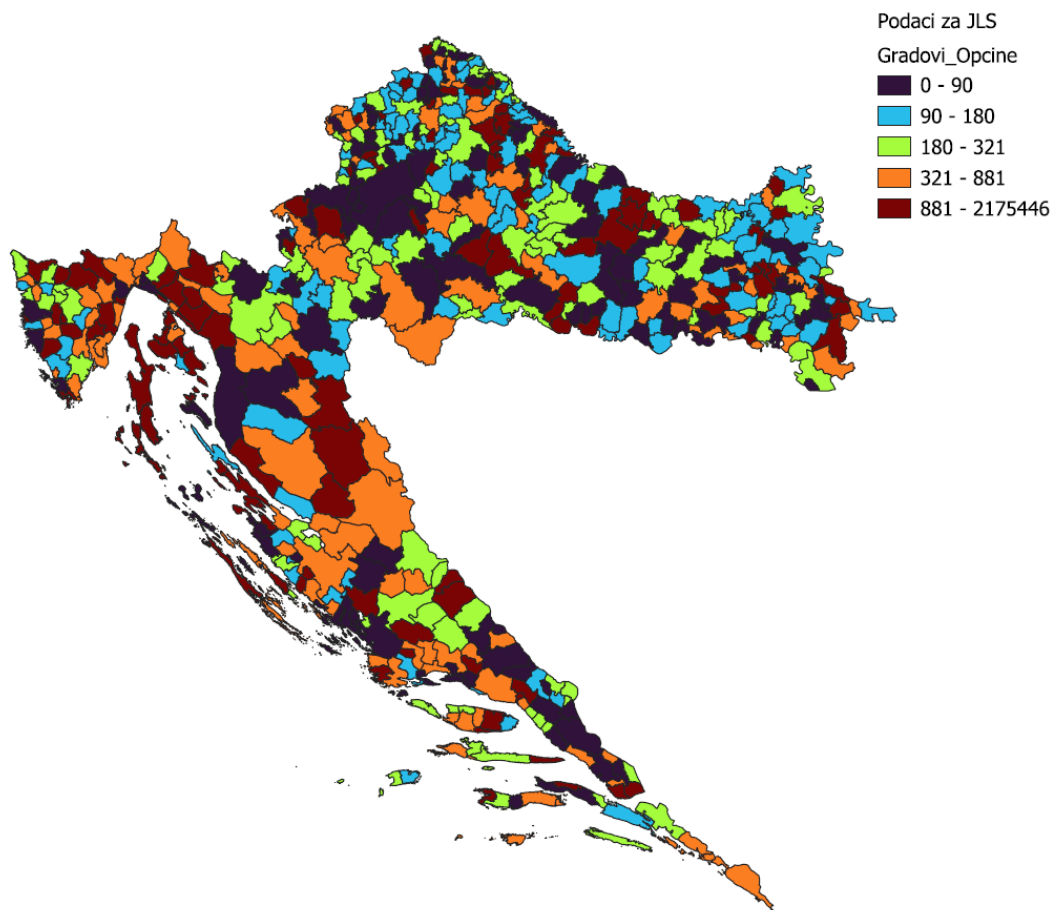 Podaci za JLS
Gradovi_Opcine
0 - 90
90 - 180
180 - 321
321 - 881
881 - 2175446